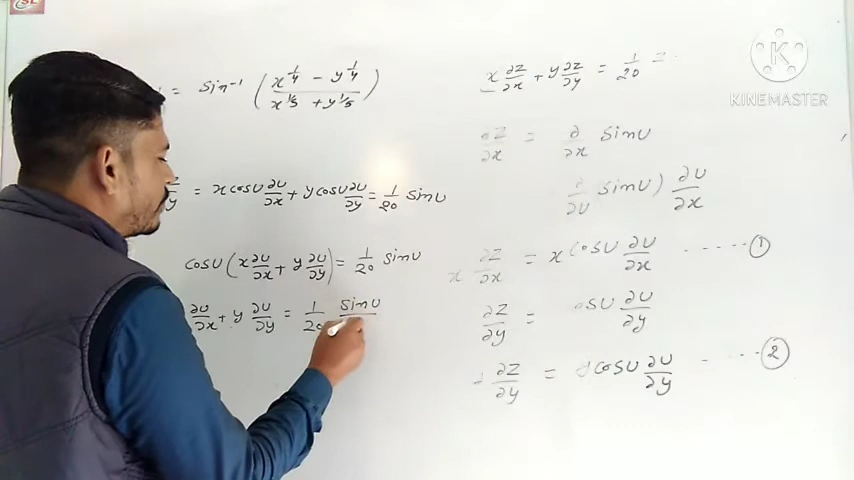 = sin⁻¹ ( (x^{1/4} - y^{1/4}) / (x^{1/5} + y^{1/5}) )
= x cosU ∂U/∂x + y cosU ∂U/∂y = 1/20 sinU
cosU ( x ∂U/∂x + y ∂U/∂y ) = 1/20 sinU
∂U/∂x + y ∂U/∂y = 1/20 sinU
x ∂Z/∂x + y ∂Z/∂y = 1/20 Z
∂Z/∂x = ∂/∂x sinU
∂/∂U sinU ) ∂U/∂x
x ∂Z/∂x = x cosU ∂U/∂x ----- ①
∂Z/∂y = osU ∂U/∂y
∂Z/∂y = y cosU ∂U/∂y ----- ②
KINEMASTER